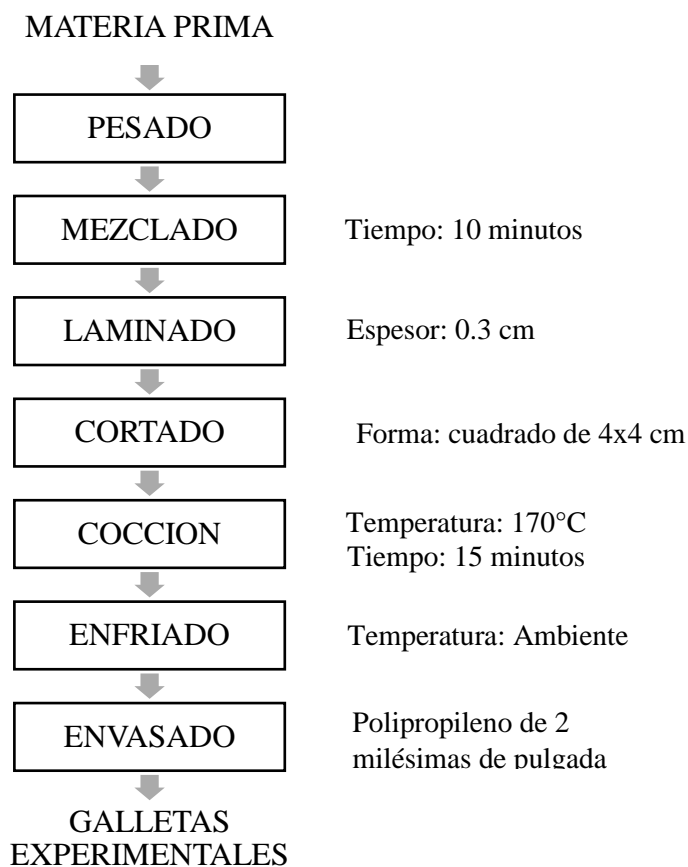 MATERIA PRIMA
PESADO
MEZCLADO
Tiempo: 10 minutos
LAMINADO
Espesor: 0.3 cm
CORTADO
Forma: cuadrado de 4x4 cm
COCCION
Temperatura: 170°C
Tiempo: 15 minutos
ENFRIADO
Temperatura: Ambiente
ENVASADO
Polipropileno de 2
milésimas de pulgada
GALLETAS
EXPERIMENTALES